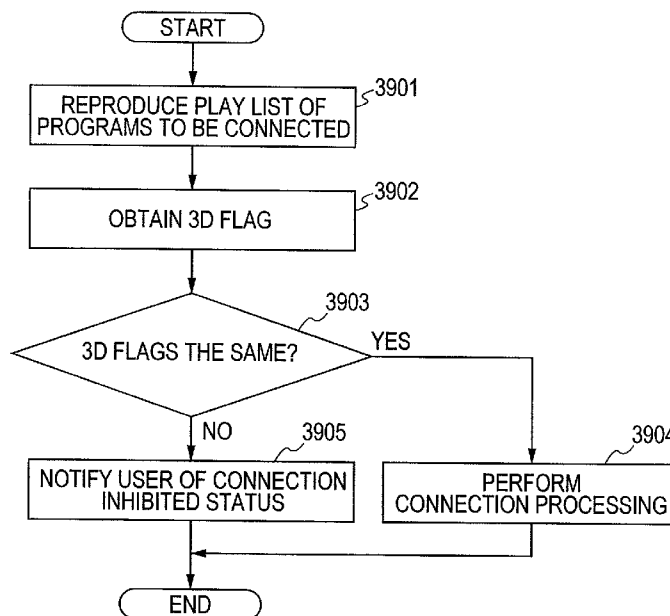 START
3901
REPRODUCE PLAY LIST OF
PROGRAMS TO BE CONNECTED
3902
OBTAIN 3D FLAG
3903
3D FLAGS THE SAME?
YES
NO
3905
NOTIFY USER OF CONNECTION
INHIBITED STATUS
3904
PERFORM
CONNECTION PROCESSING
END